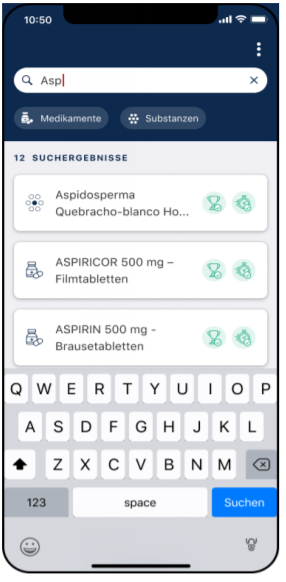 10:50
Asp
Medikamente Substanzen
12 SUCHERGEBNISSE
Aspidosperma
Quebracho-blanco Ho...
ASPIRICOR 500 mg –
Filmtabletten
ASPIRIN 500 mg -
Brausetabletten
Q W E R T Y U I O P
A S D F G H J K L
Z X C V B N M
123 space Suchen